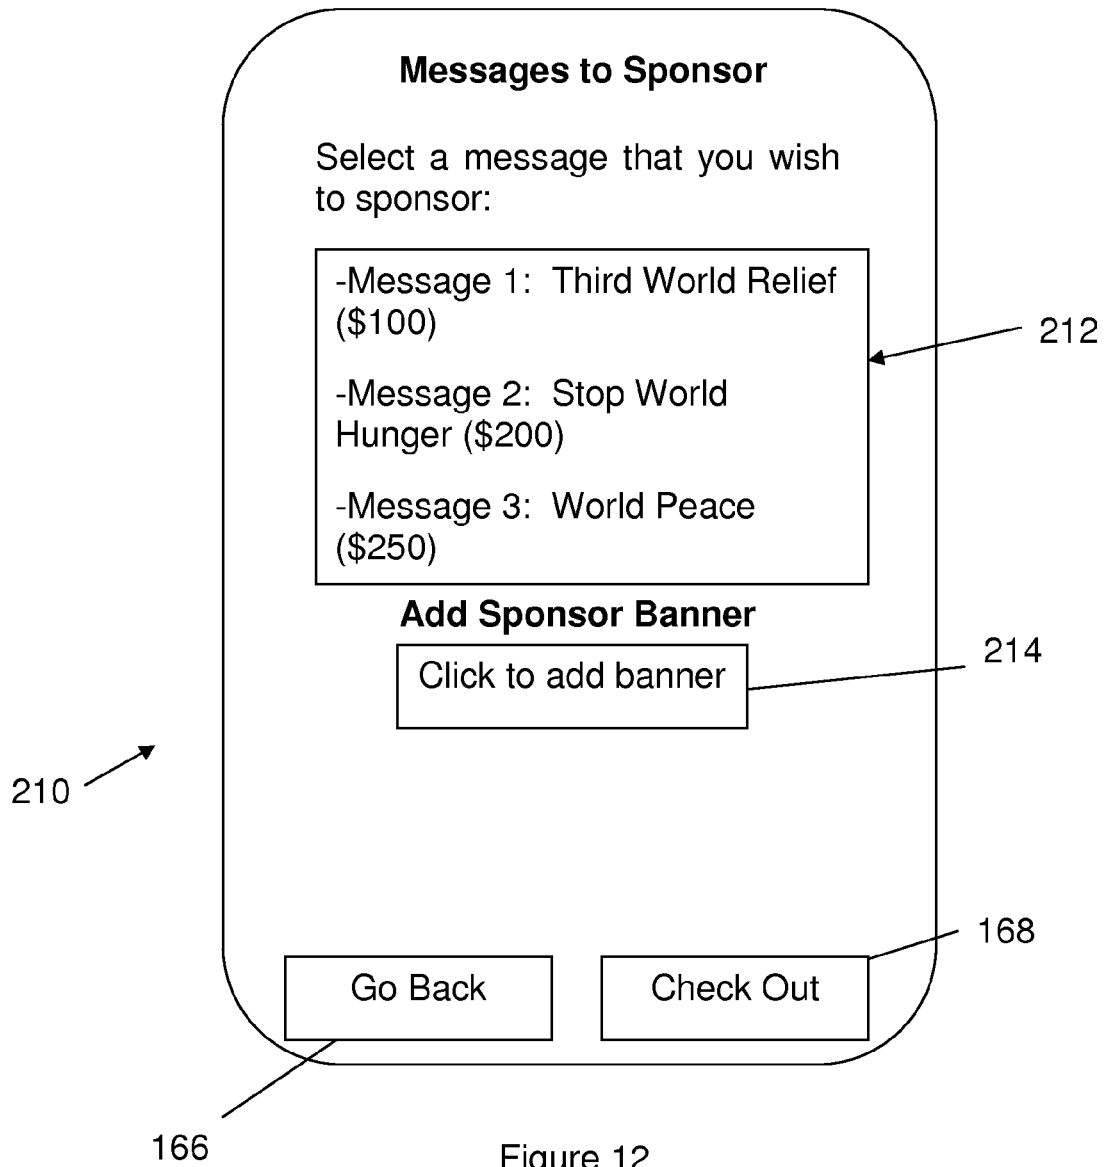 Messages to Sponsor
Select a message that you wish
to sponsor:
-Message 1: Third World Relief
($100)
212
-Message 2: Stop World
Hunger ($200)
-Message 3: World Peace
($250)
Add Sponsor Banner
Click to add banner
214
210
168
Go Back
Check Out
166
Figure 12